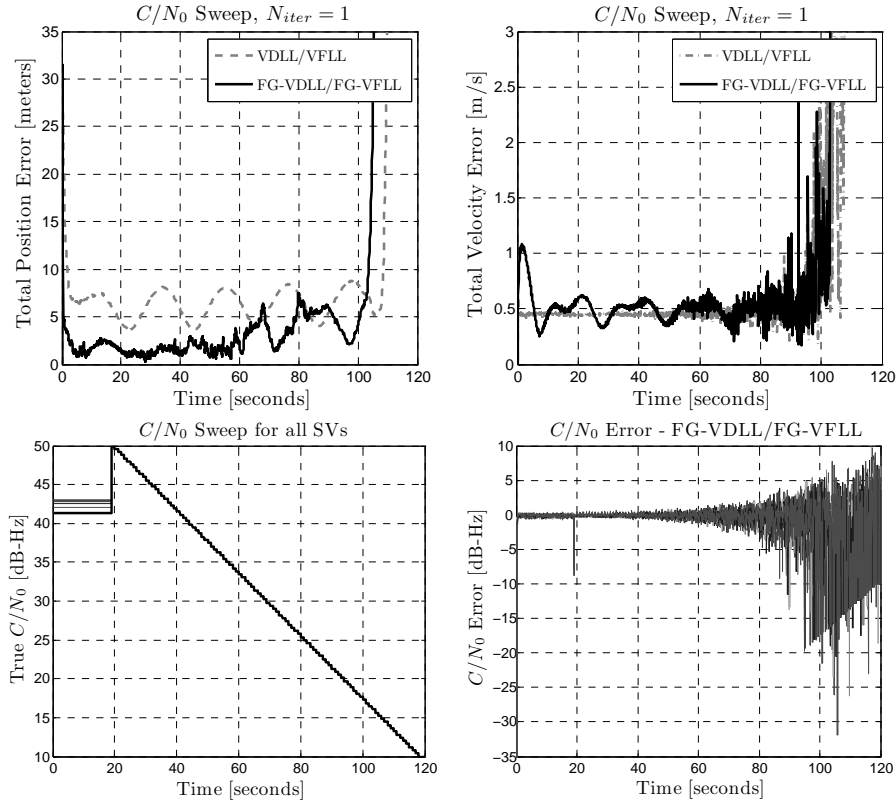 C/N₀ Sweep, N_iter = 1
VDLL/VFLL
FG-VDLL/FG-VFLL
Total Position Error [meters]
35
30
25
20
15
10
5
0
0 20 40 60 80 100 120
Time [seconds]
C/N₀ Sweep, N_iter = 1
VDLL/VFLL
FG-VDLL/FG-VFLL
Total Velocity Error [m/s]
3
2.5
2
1.5
1
0.5
0
0 20 40 60 80 100 120
Time [seconds]
C/N₀ Sweep for all SVs
True C/N₀ [dB-Hz]
50
45
40
35
30
25
20
15
10
0 20 40 60 80 100 120
Time [seconds]
C/N₀ Error - FG-VDLL/FG-VFLL
C/N₀ Error [dB-Hz]
10
5
0
−5
−10
−15
−20
−25
−30
−35
0 20 40 60 80 100 120
Time [seconds]